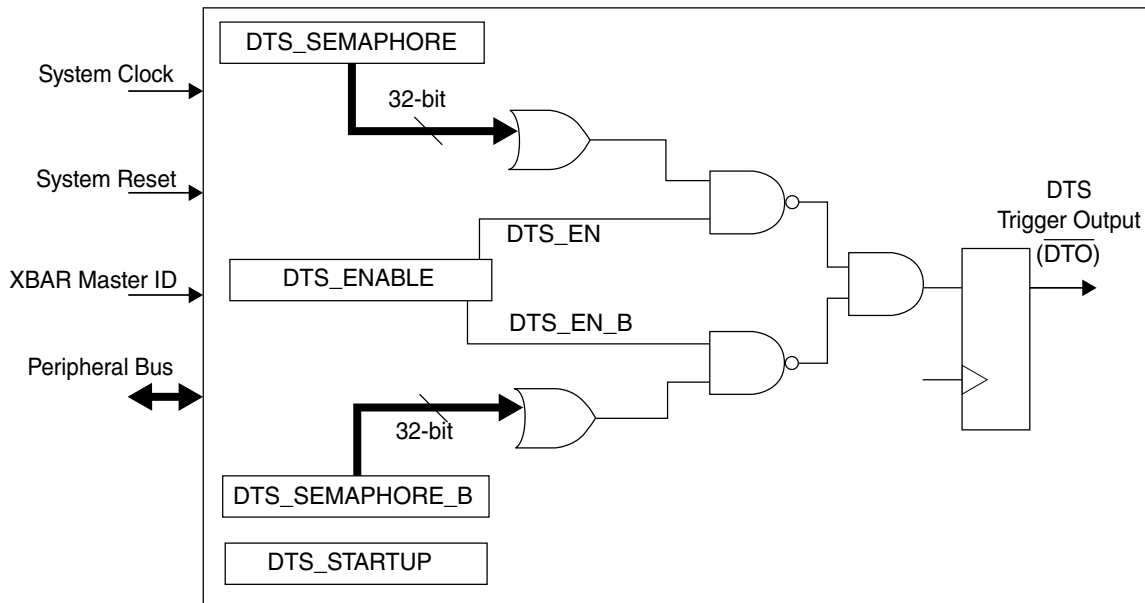 DTS_SEMAPHORE
System Clock
32-bit
System Reset
DTS_EN
DTS
Trigger Output
(DTO)
XBAR Master ID
DTS_ENABLE
DTS_EN_B
Peripheral Bus
32-bit
DTS_SEMAPHORE_B
DTS_STARTUP